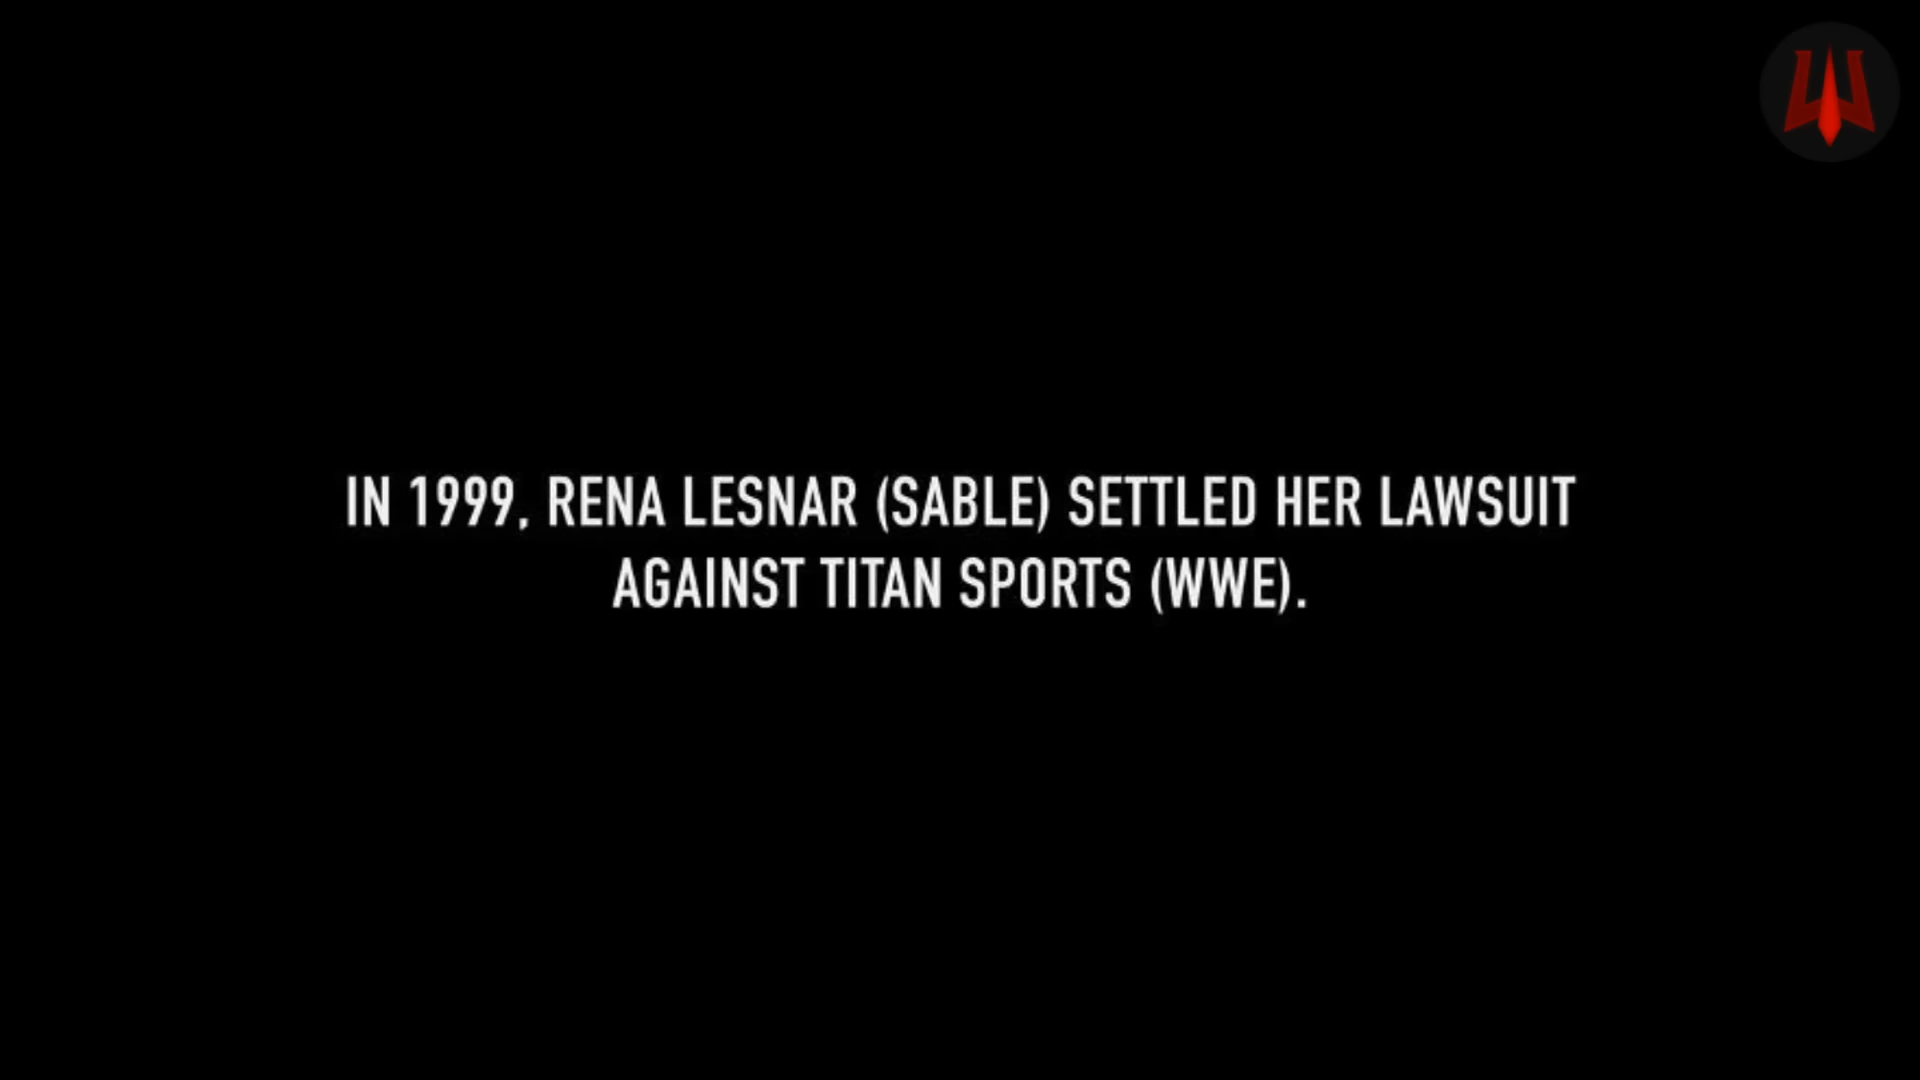 IN 1999, RENA LESNAR (SABLE) SETTLED HER LAWSUIT
AGAINST TITAN SPORTS (WWE).